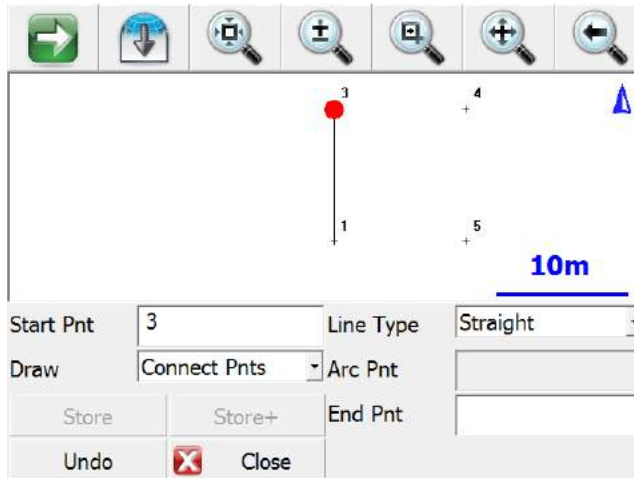 3 4
1 5
10m
Start Pnt 3 Line Type Straight
Draw Connect Pnts Arc Pnt
Store Store+ End Pnt
Undo Close